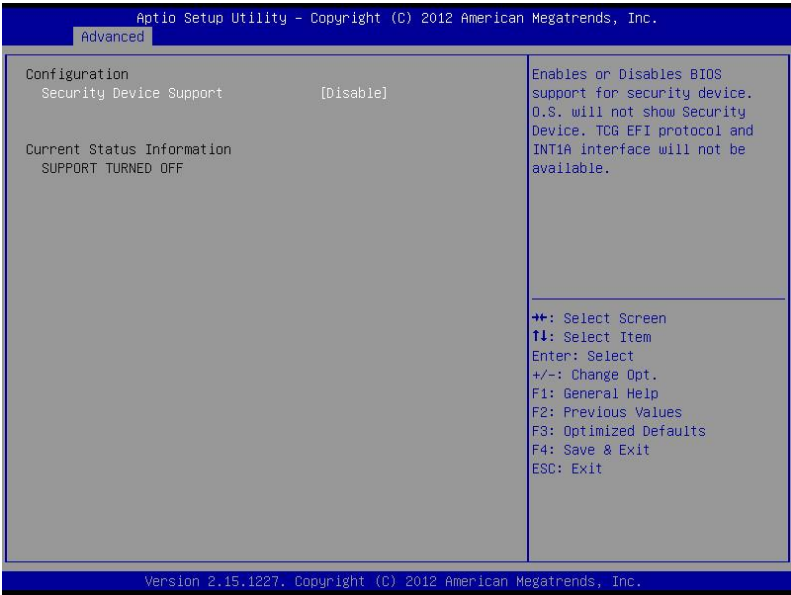 Aptio Setup Utility – Copyright (C) 2012 American Megatrends, Inc.
Advanced
Configuration
Security Device Support [Disable]
Current Status Information
SUPPORT TURNED OFF
Enables or Disables BIOS
support for security device.
O.S. will not show Security
Device. TCG EFI protocol and
INT1A interface will not be
available.
→←: Select Screen
↑↓: Select Item
Enter: Select
+/-: Change Opt.
F1: General Help
F2: Previous Values
F3: Optimized Defaults
F4: Save & Exit
ESC: Exit
Version 2.15.1227. Copyright (C) 2012 American Megatrends, Inc.